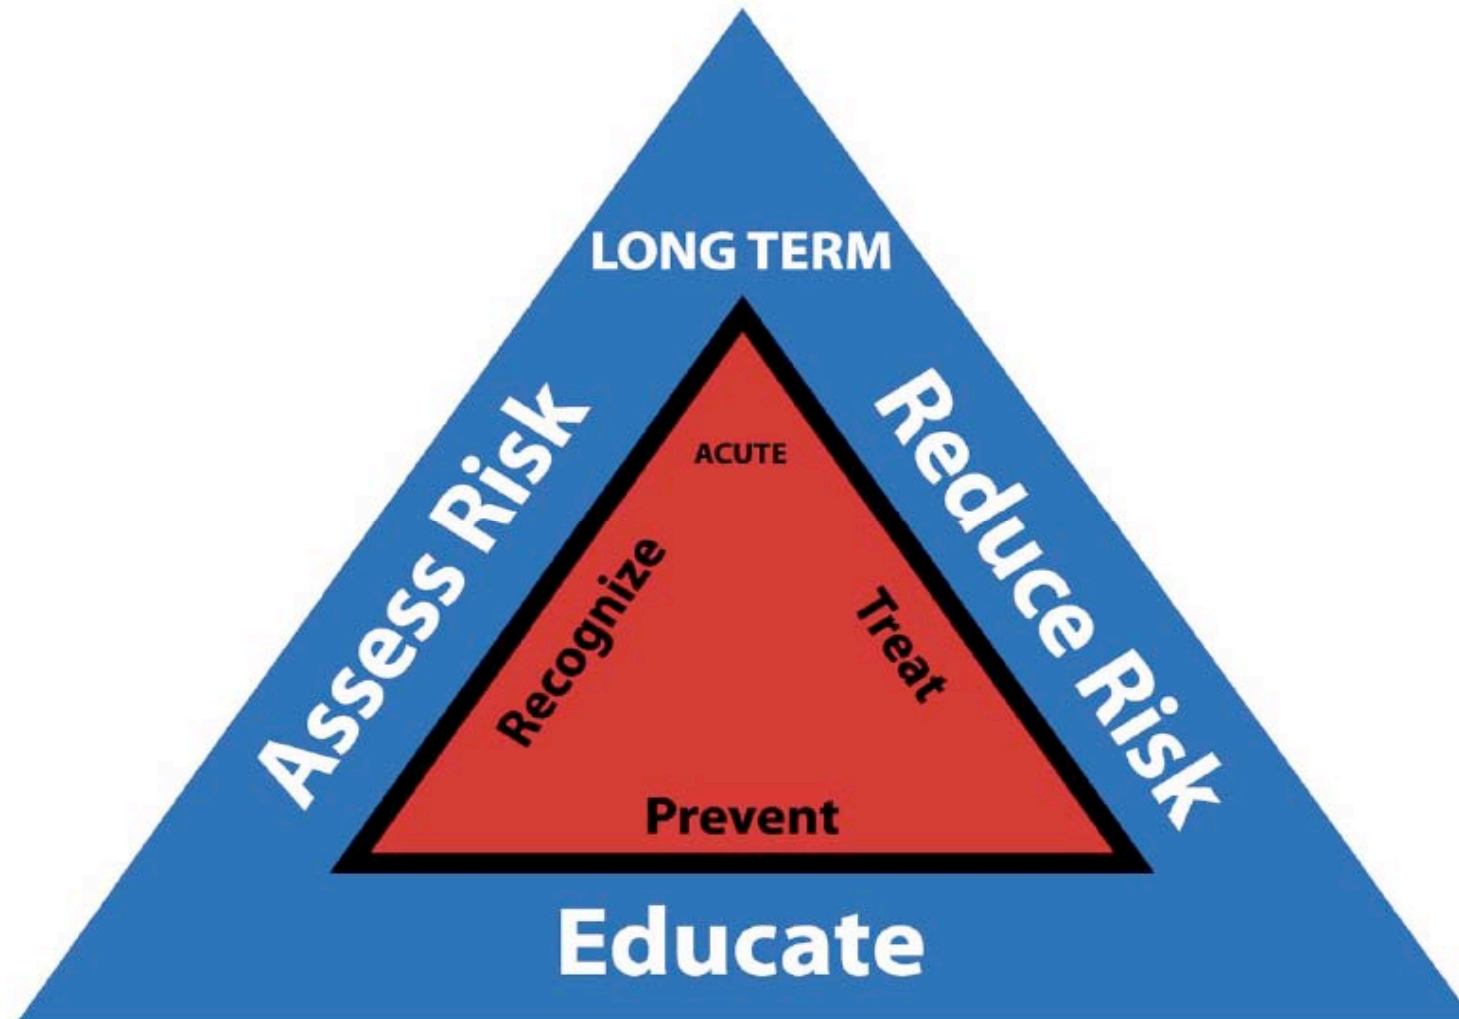 LONG TERM
Assess Risk
Reduce Risk
ACUTE
Recognize
Treat
Prevent
Educate